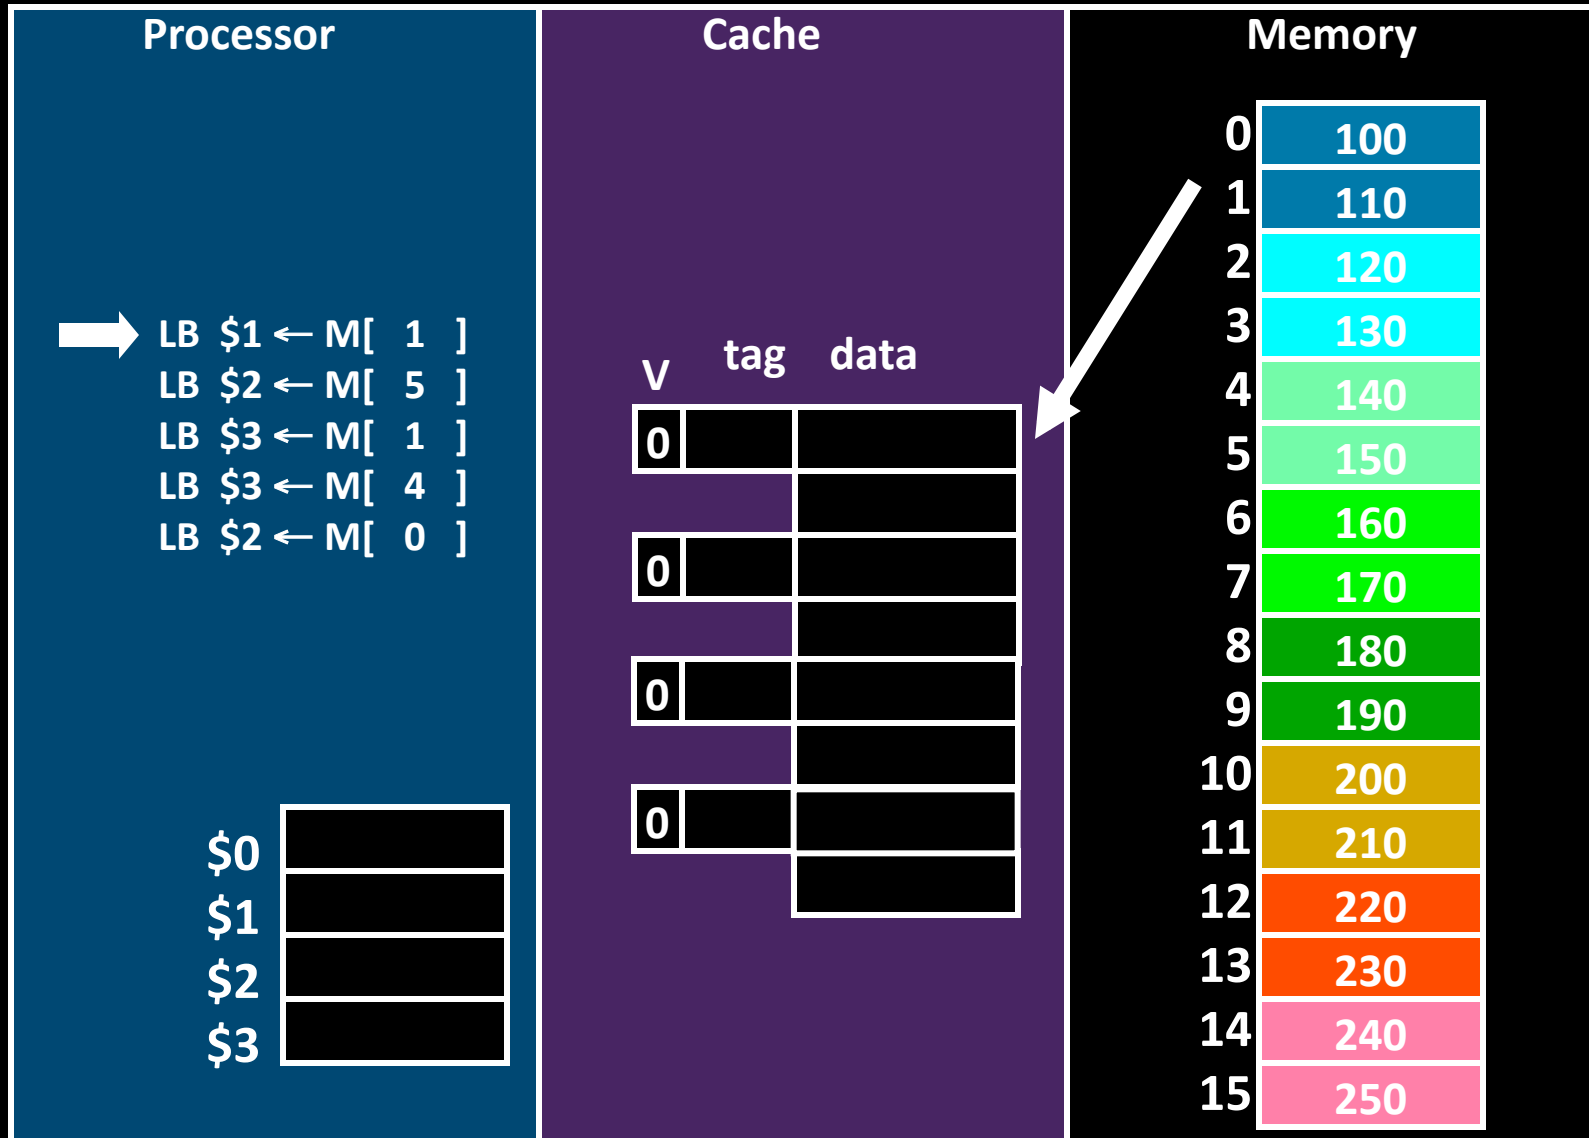 Processor
LB $1 ← M[ 1 ]
LB $2 ← M[ 5 ]
LB $3 ← M[ 1 ]
LB $3 ← M[ 4 ]
LB $2 ← M[ 0 ]
$0
$1
$2
$3
Cache
V tag data
0
0
0
0
Memory
0 100
1 110
2 120
3 130
4 140
5 150
6 160
7 170
8 180
9 190
10 200
11 210
12 220
13 230
14 240
15 250